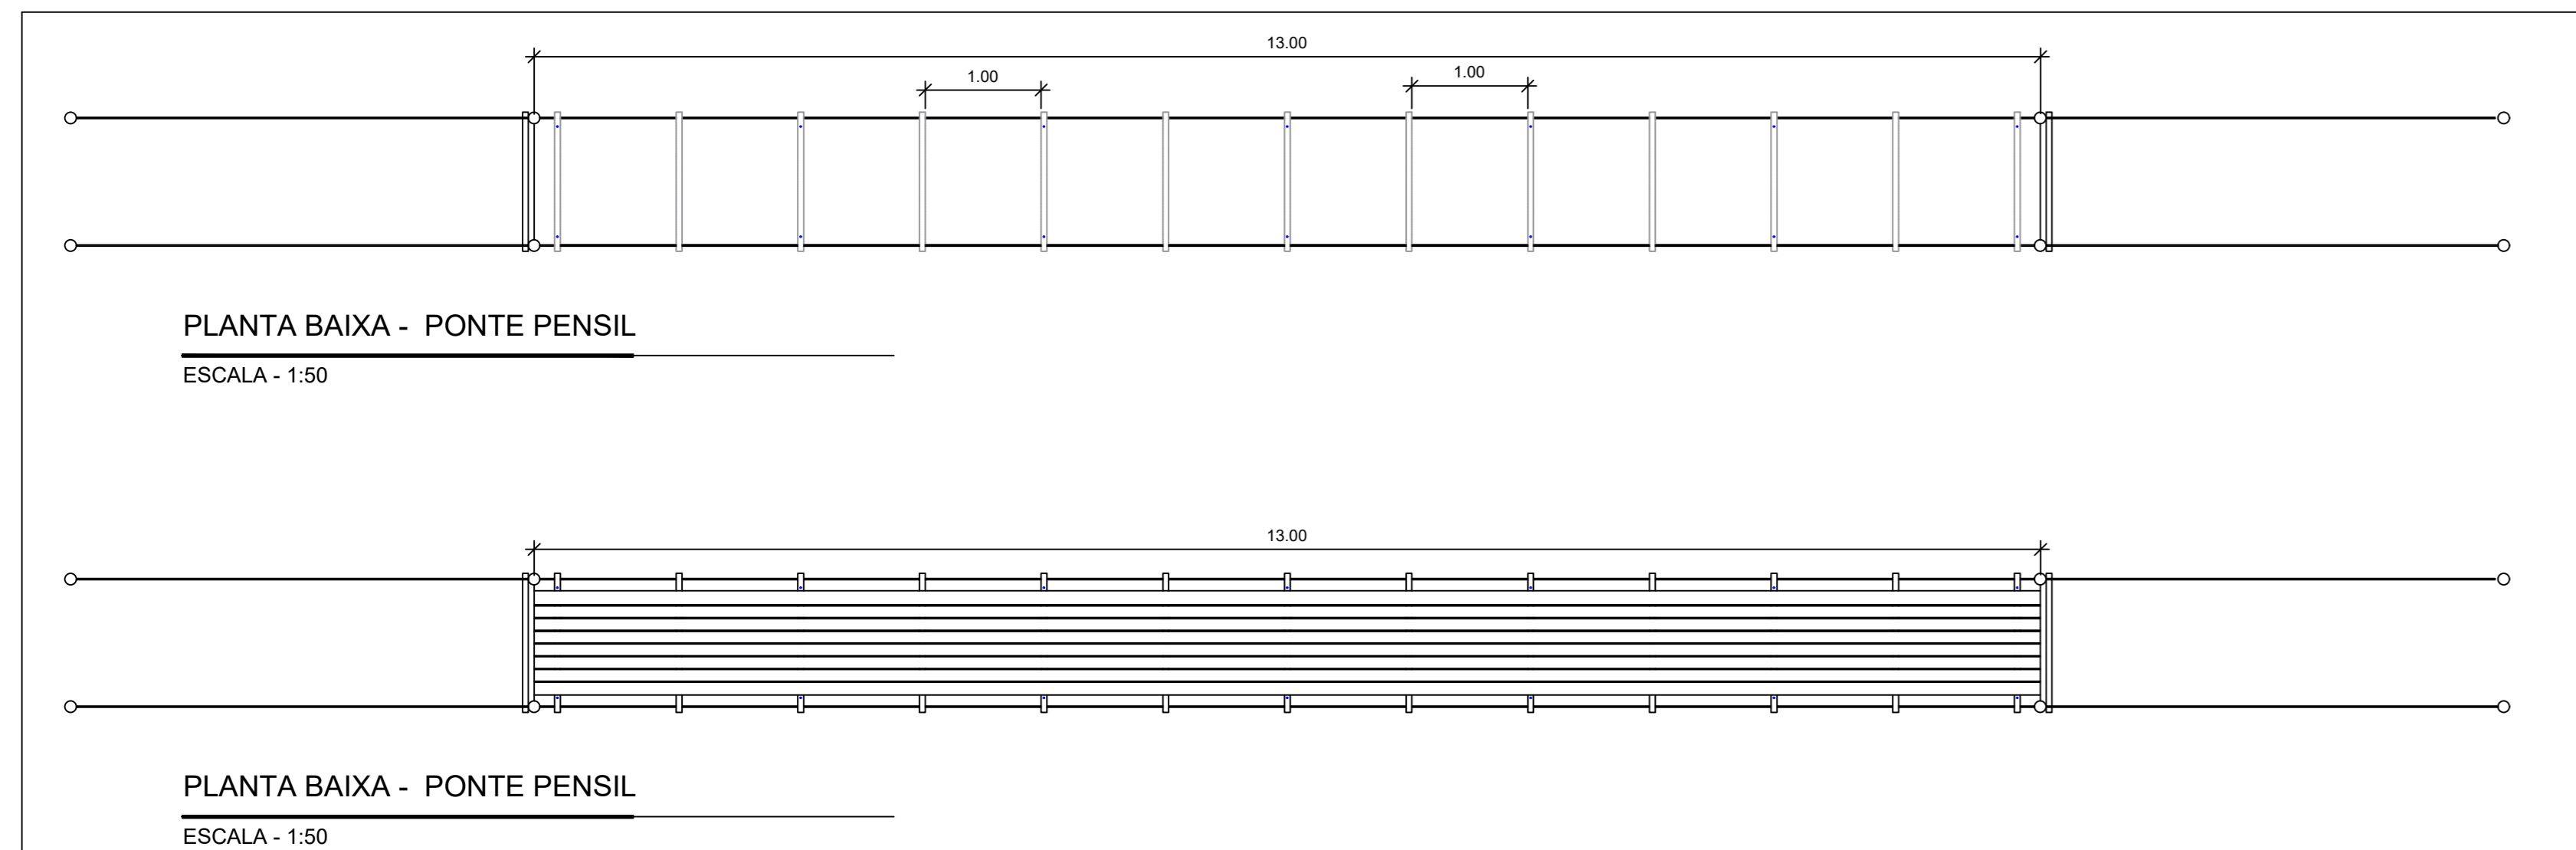 13.00
1.00
1.00
PLANTA BAIXA - PONTE PENSIL
ESCALA - 1:50
13.00
PLANTA BAIXA - PONTE PENSIL
ESCALA - 1:50